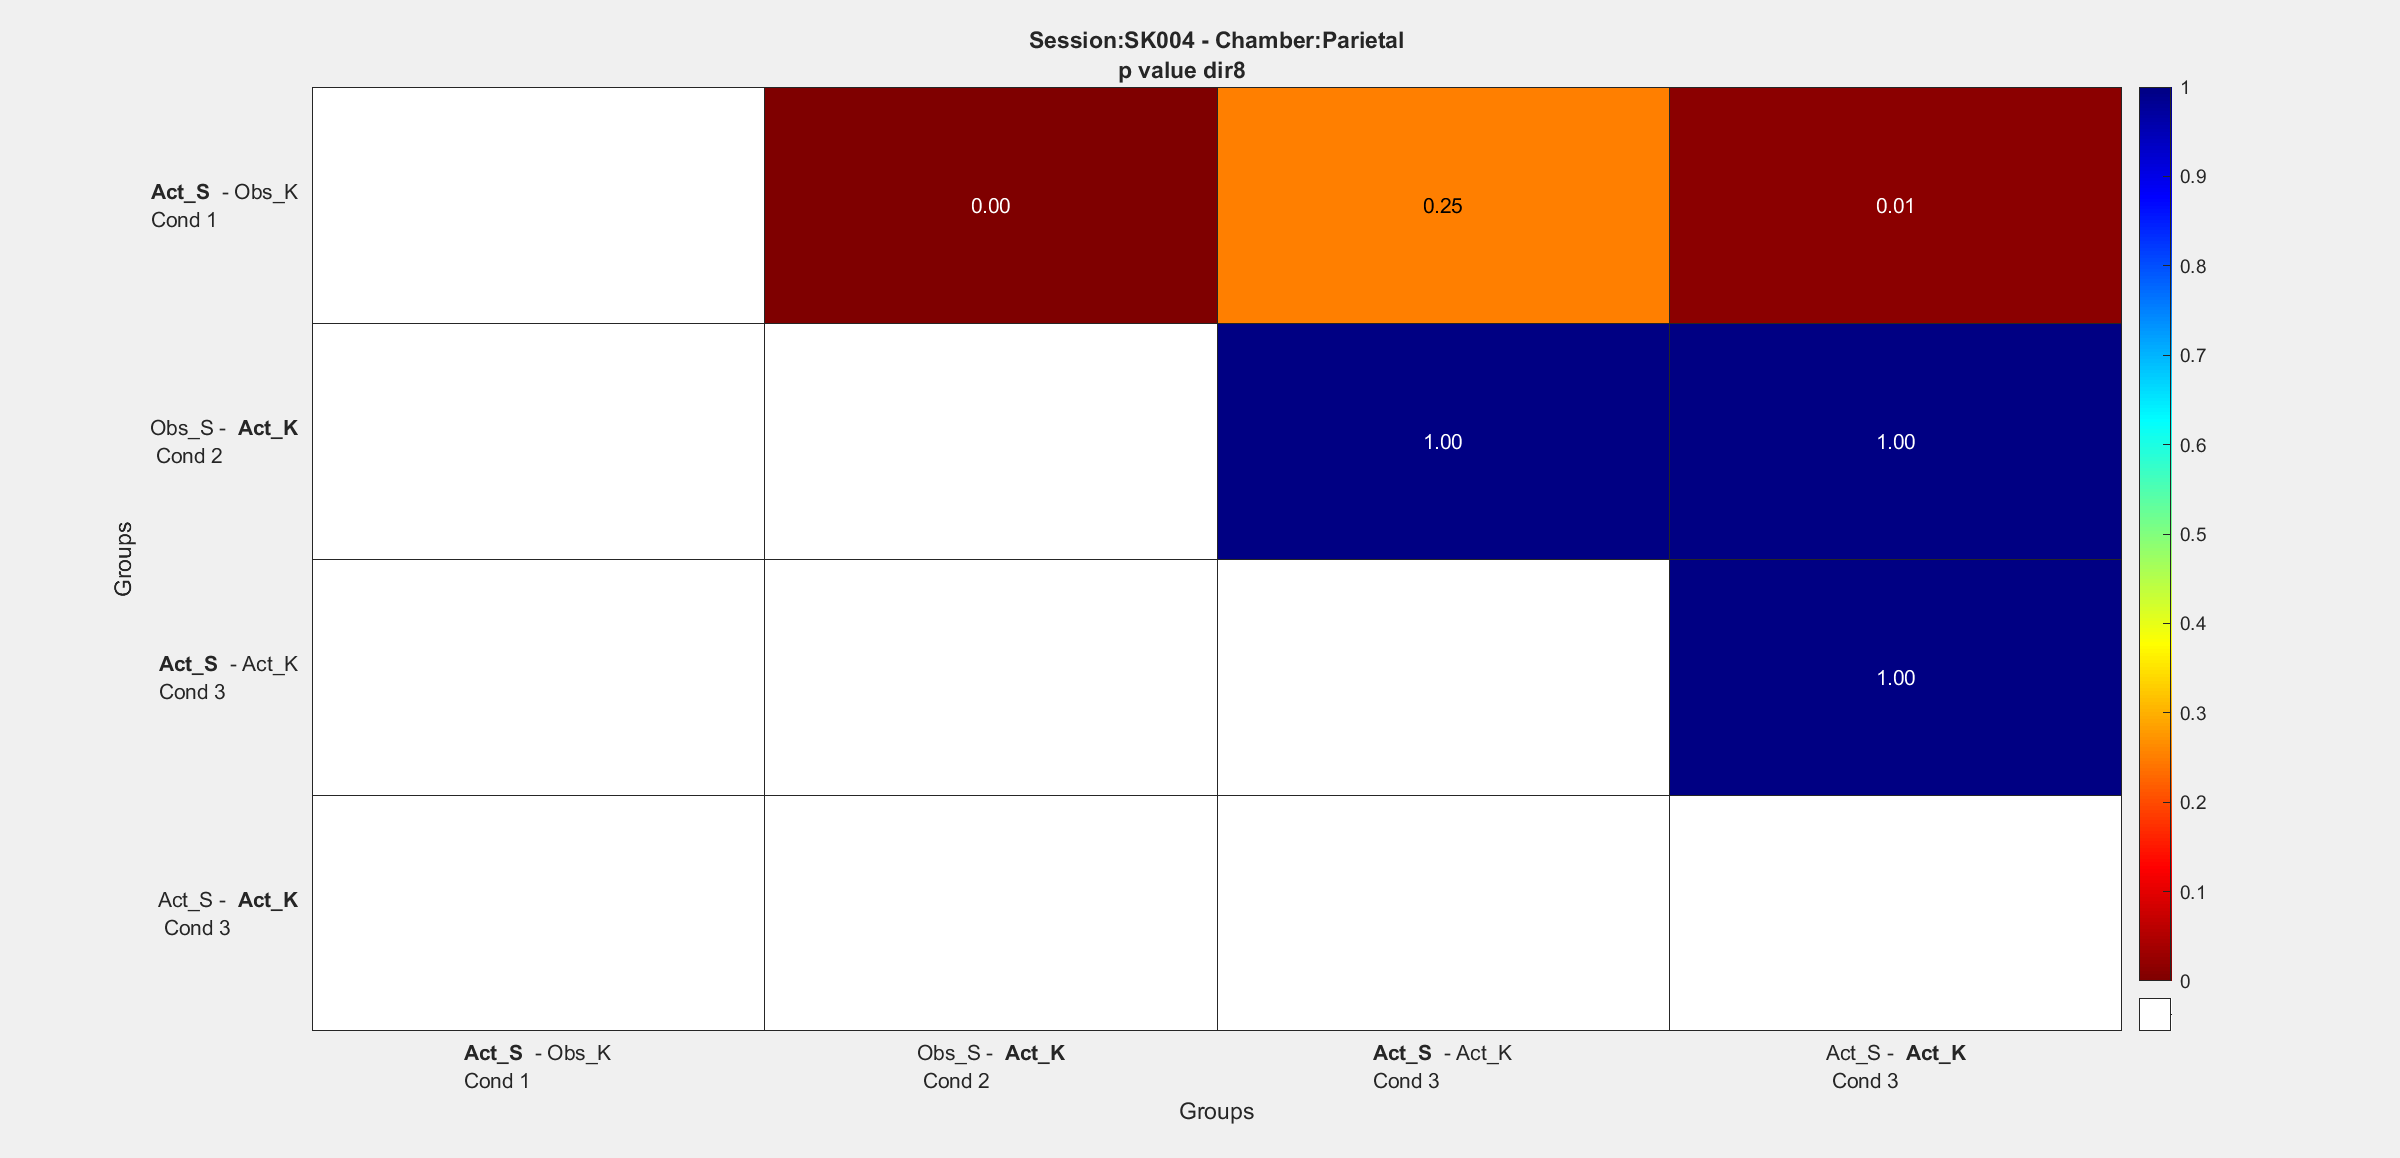 Session:SK004 - Chamber:Parietal
p value dir8
Act_S - Obs_K
Cond 1
0.00
0.25
0.01
Obs_S - Act_K
Cond 2
1.00
1.00
Act_S - Act_K
Cond 3
1.00
Act_S - Act_K
Cond 3
Groups
Act_S - Obs_K
Cond 1
Obs_S - Act_K
Cond 2
Act_S - Act_K
Cond 3
Act_S - Act_K
Cond 3
Groups
1
0.9
0.8
0.7
0.6
0.5
0.4
0.3
0.2
0.1
0